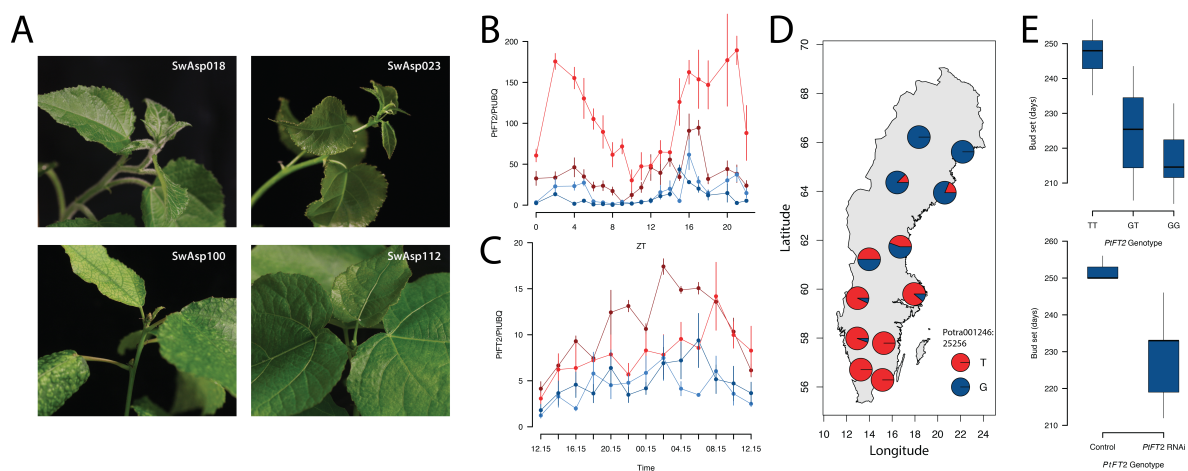 A
SwAsp018
SwAsp023
SwAsp100
SwAsp112
B
PtFT2/PtUBQ
200
150
100
50
0
0
4
8
12
16
20
ZT
C
PtFT2/PtUBQ
20
15
10
5
0
12.15
16.15
20.15
00.15
04.15
08.15
12.15
Time
D
Latitude
70
68
66
64
62
60
58
56
10 12 14 16 18 20 22 24
Longitude
Potra001246:
25256
T
G
E
Bud set (days)
250
240
230
220
210
TT GT GG
PtFT2 Genotype
Bud set (days)
260
250
240
230
220
210
Control PtFT2 RNAi
PtFT2 Genotype